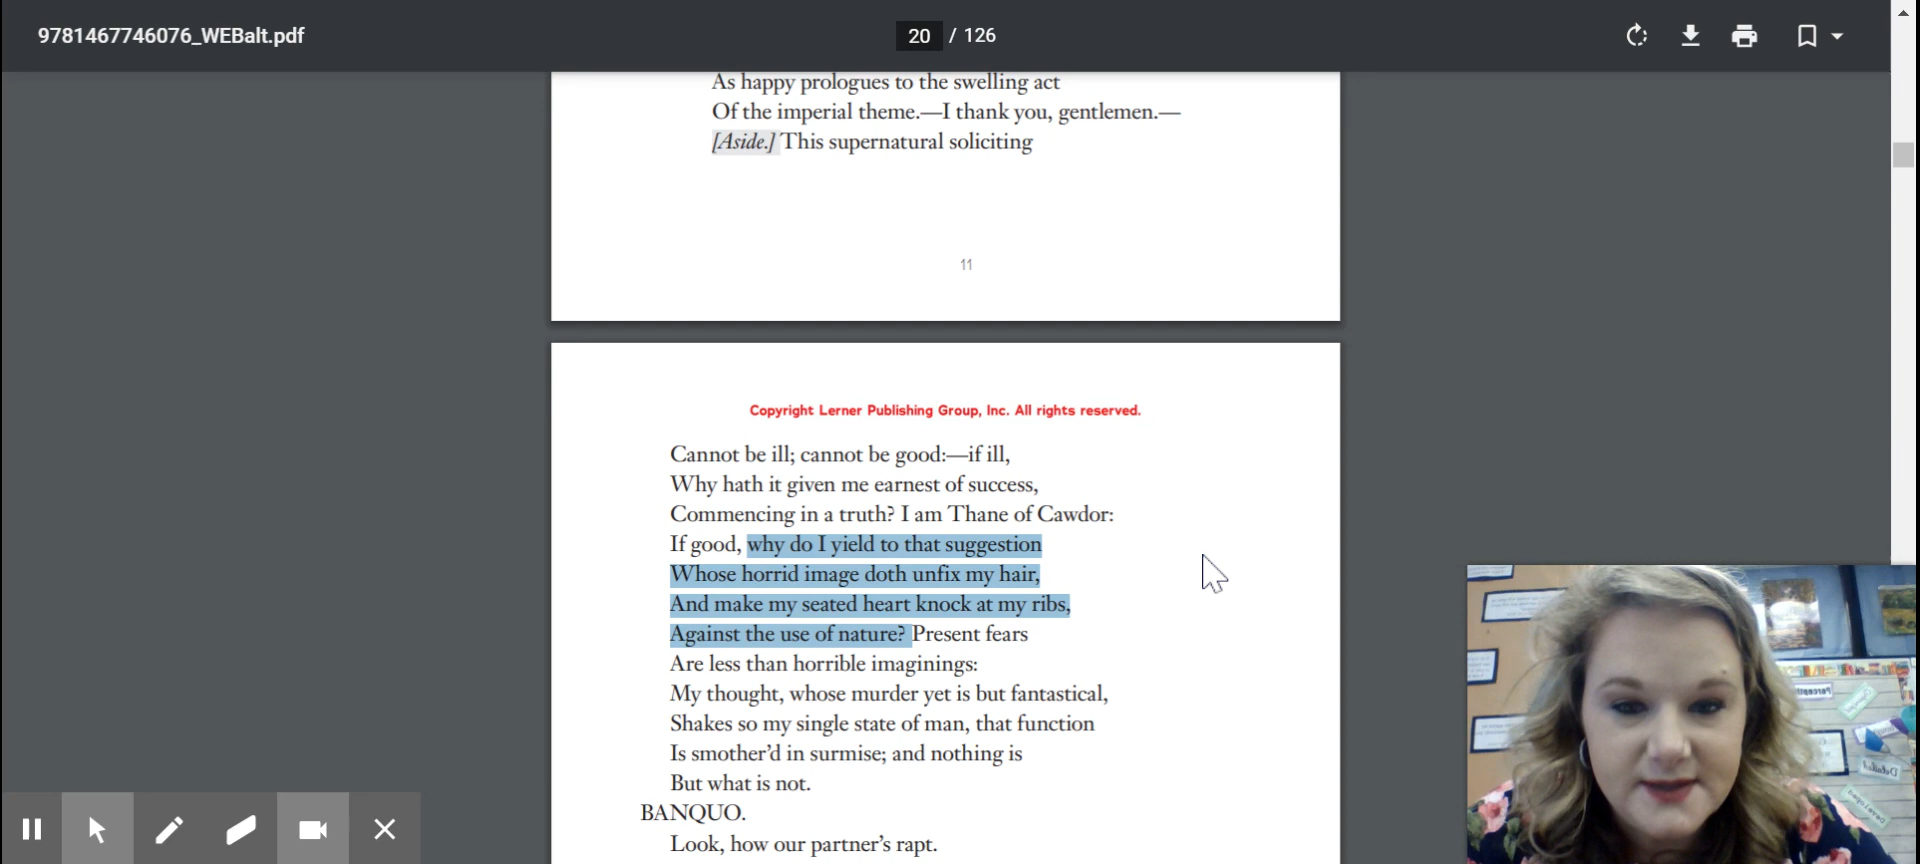 9781467746076_WEBalt.pdf
20 / 126
As happy prologues to the swelling act
Of the imperial theme.—I thank you, gentlemen.—
[Aside.] This supernatural soliciting
11
Copyright Lerner Publishing Group, Inc. All rights reserved.
Cannot be ill; cannot be good:—if ill,
Why hath it given me earnest of success,
Commencing in a truth? I am Thane of Cawdor:
If good, why do I yield to that suggestion
Whose horrid image doth unfix my hair,
And make my seated heart knock at my ribs,
Against the use of nature? Present fears
Are less than horrible imaginings:
My thought, whose murder yet is but fantastical,
Shakes so my single state of man, that function
Is smother’d in surmise; and nothing is
But what is not.
BANQUO.
Look, how our partner’s rapt.